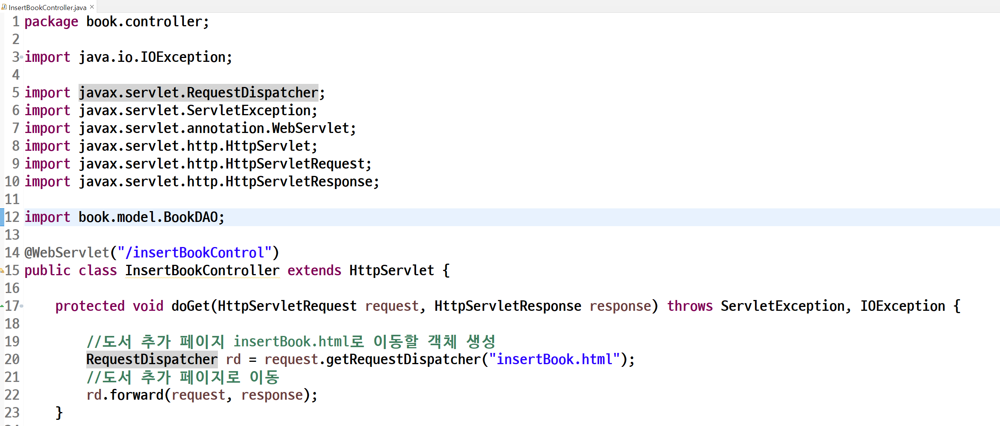 InsertBookController.java
1 package book.controller;
2
3 import java.io.IOException;
4
5 import javax.servlet.RequestDispatcher;
6 import javax.servlet.ServletException;
7 import javax.servlet.annotation.WebServlet;
8 import javax.servlet.http.HttpServlet;
9 import javax.servlet.http.HttpServletRequest;
10 import javax.servlet.http.HttpServletResponse;
11
12 import book.model.BookDAO;
13
14 @WebServlet("/insertBookControl")
15 public class InsertBookController extends HttpServlet {
16
17     protected void doGet(HttpServletRequest request, HttpServletResponse response) throws ServletException, IOException {
18
19         //도서 추가 페이지 insertBook.html로 이동할 객체 생성
20         RequestDispatcher rd = request.getRequestDispatcher("insertBook.html");
21         //도서 추가 페이지로 이동
22         rd.forward(request, response);
23     }